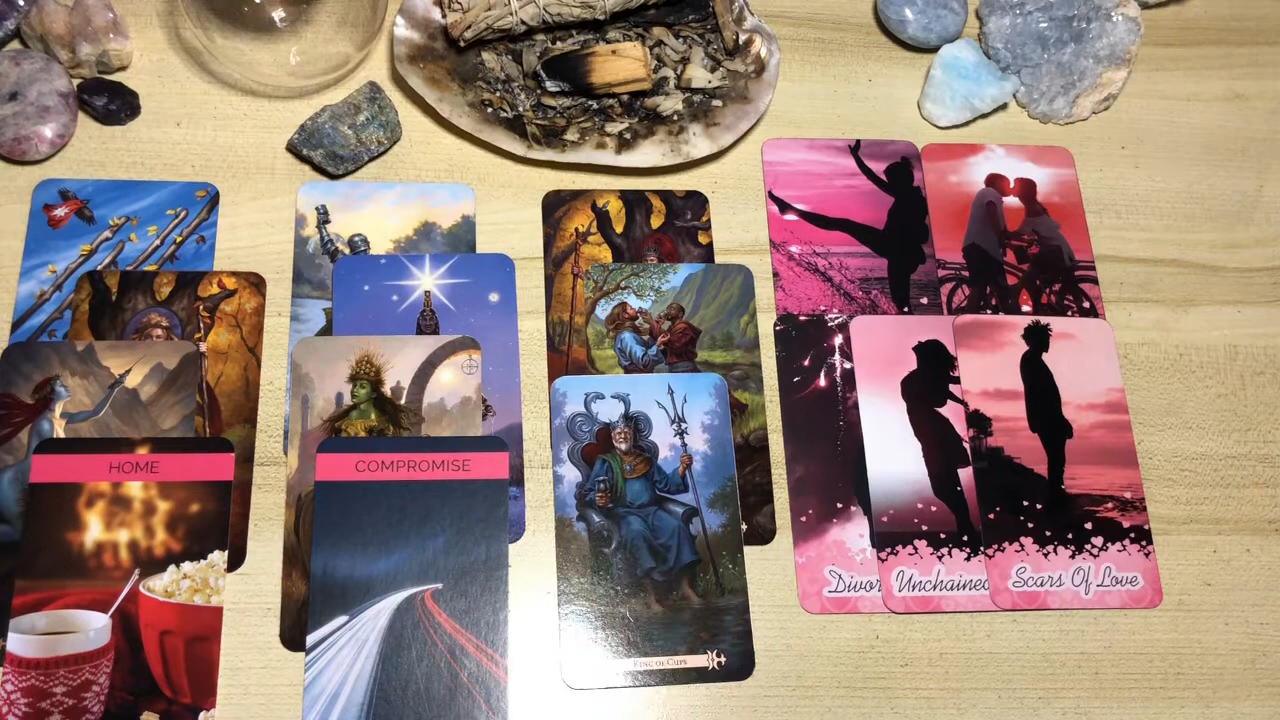 HOME
COMPROMISE
KING OF CUPS
Divor
Unchained
Scars Of Love